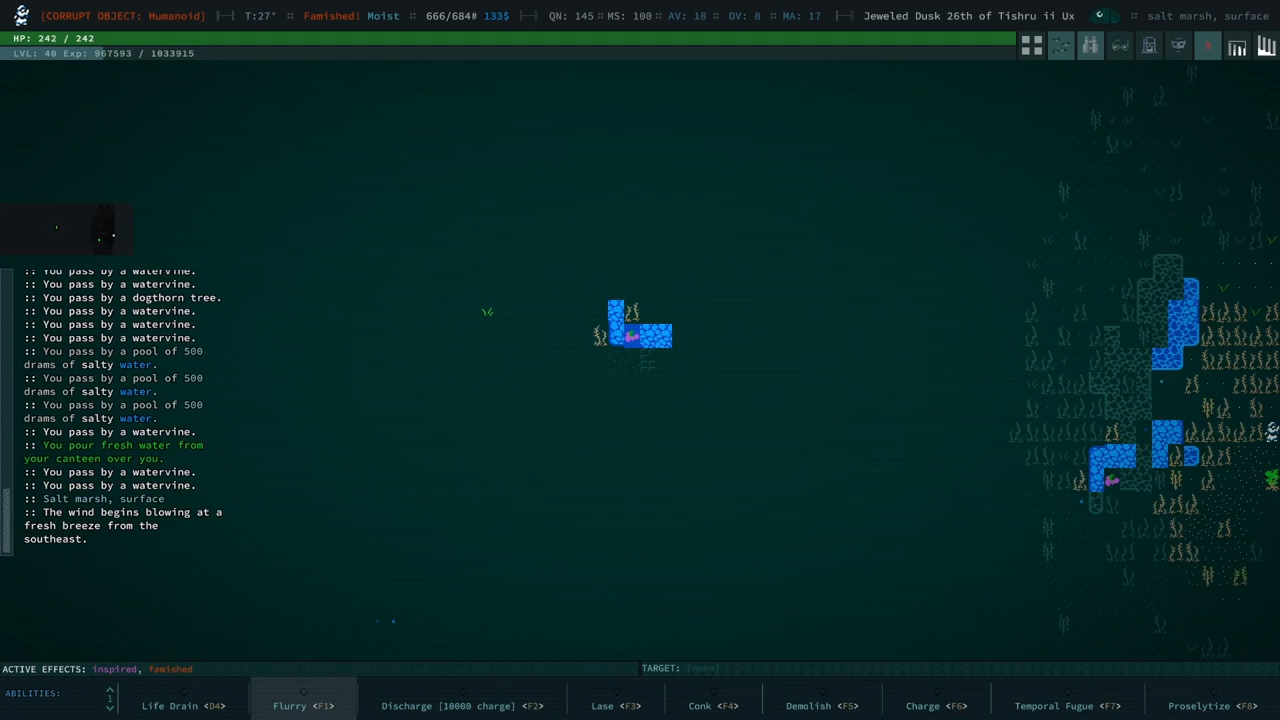 [CORRUPT OBJECT: Humanoid] T:27° :: Famished! Moist :: 666/684# 133$ QN: 145 :: MS: 100 :: AV: 18 :: DV: 8 :: MA: 17 Jeweled Dusk 26th of Tishru ii Ux :: salt marsh, surface
HP: 242 / 242
LVL: 40 Exp: 967593 / 1033915
:: You pass by a watervine.
:: You pass by a watervine.
:: You pass by a dogthorn tree.
:: You pass by a watervine.
:: You pass by a watervine.
:: You pass by a watervine.
:: You pass by a pool of 500
drams of salty water.
:: You pass by a pool of 500
drams of salty water.
:: You pass by a pool of 500
drams of salty water.
:: You pass by a watervine.
:: You pour fresh water from
your canteen over you.
:: You pass by a watervine.
:: You pass by a watervine.
:: Salt marsh, surface
:: The wind begins blowing at a
fresh breeze from the
southeast.
ACTIVE EFFECTS: inspired, famished TARGET: [none]
ABILITIES: 1 Life Drain <D4> Flurry <F1> Discharge [10000 charge] <F2> Lase <F3> Conk <F4> Demolish <F5> Charge <F6> Temporal Fugue <F7> Proselytize <F8>